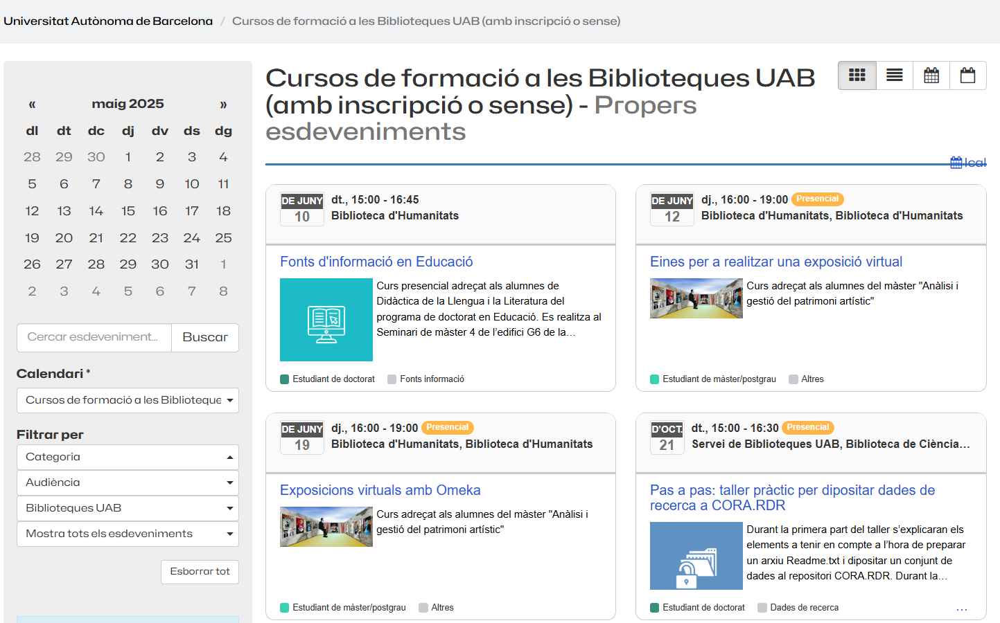 Universitat Autònoma de Barcelona / Cursos de formació a les Biblioteques UAB (amb inscripció o sense)
« maig 2025 »
dl dt dc dj dv ds dg
28 29 30 1 2 3 4
5 6 7 8 9 10 11
12 13 14 15 16 17 18
19 20 21 22 23 24 25
26 27 28 29 30 31 1
2 3 4 5 6 7 8
Cercar esdeveniment... Buscar
Calendari *
Cursos de formació a les Biblioteque
Filtrar per
Categoria
Audiència
Biblioteques UAB
Mostra tots els esdeveniments
Esborrar tot
Cursos de formació a les Biblioteques UAB
(amb inscripció o sense) - Propers
esdeveniments
Ical
DE JUNY
10
dt., 15:00 - 16:45
Biblioteca d'Humanitats
Fonts d'informació en Educació
Curs presencial adreçat als alumnes de
Didàctica de la Llengua i la Literatura del
programa de doctorat en Educació. Es realitza al
Seminari de màster 4 de l'edifici G6 de la…
Estudiant de doctorat Fonts informació
DE JUNY
12
dj., 16:00 - 19:00 Presencial
Biblioteca d'Humanitats, Biblioteca d'Humanitats
Eines per a realitzar una exposició virtual
Curs adreçat als alumnes del màster "Anàlisi i
gestió del patrimoni artístic"
Estudiant de màster/postgrau Altres
DE JUNY
19
dj., 16:00 - 19:00 Presencial
Biblioteca d'Humanitats, Biblioteca d'Humanitats
Exposicions virtuals amb Omeka
Curs adreçat als alumnes del màster "Anàlisi i
gestió del patrimoni artístic"
Estudiant de màster/postgrau Altres
D'OCT.
21
dt., 15:00 - 16:30 Presencial
Servei de Biblioteques UAB, Biblioteca de Ciència…
Pas a pas: taller pràctic per dipositar dades de
recerca a CORA.RDR
Durant la primera part del taller s'explicaran els
elements a tenir en compte a l'hora de preparar
un arxiu Readme.txt i dipositar un conjunt de
dades al repositori CORA.RDR. Durant la…
Estudiant de doctorat Dades de recerca ...